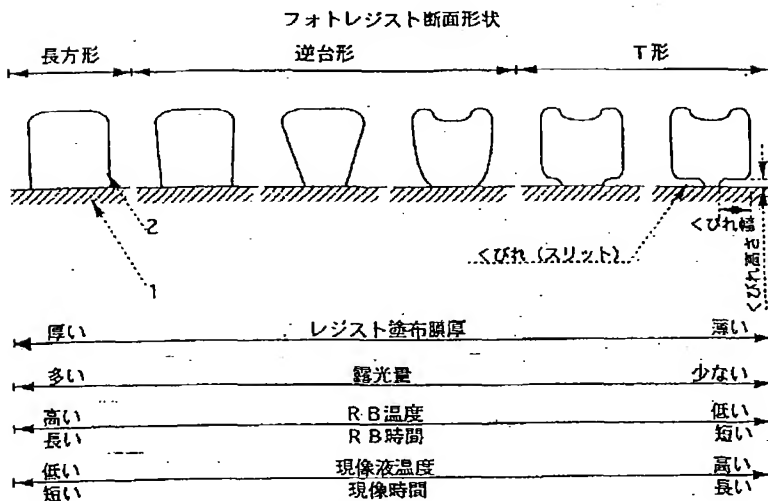 フォトレジスト断面形状
長方形 逆台形 T形
2
1
くびれ(スリット)
くびれ幅
くびれ高さ
厚い レジスト塗布膜厚 薄い
多い 露光量 少ない
高い RB温度 低い
長い RB時間 短い
低い 現像液温度 高い
短い 現像時間 長い